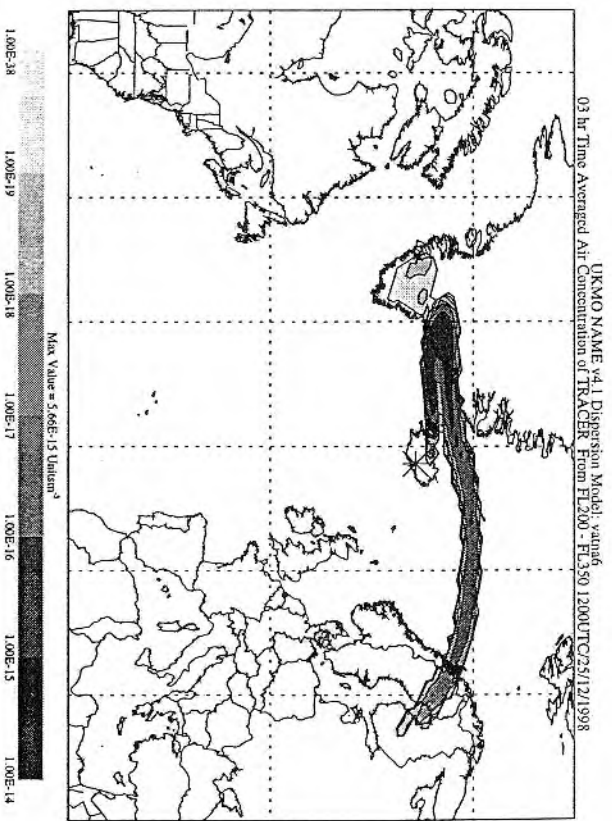 UKMO NAME v4.1 Dispersion Model: vatna6
03 hr Time Averaged Air Concentration of TRACER From FL200 - FL350 1200UTC/25/12/1998
Max Value = 5.66E-15 Unitsm⁻³
1.00E-38 1.00E-19 1.00E-18 1.00E-17 1.00E-16 1.00E-15 1.00E-14